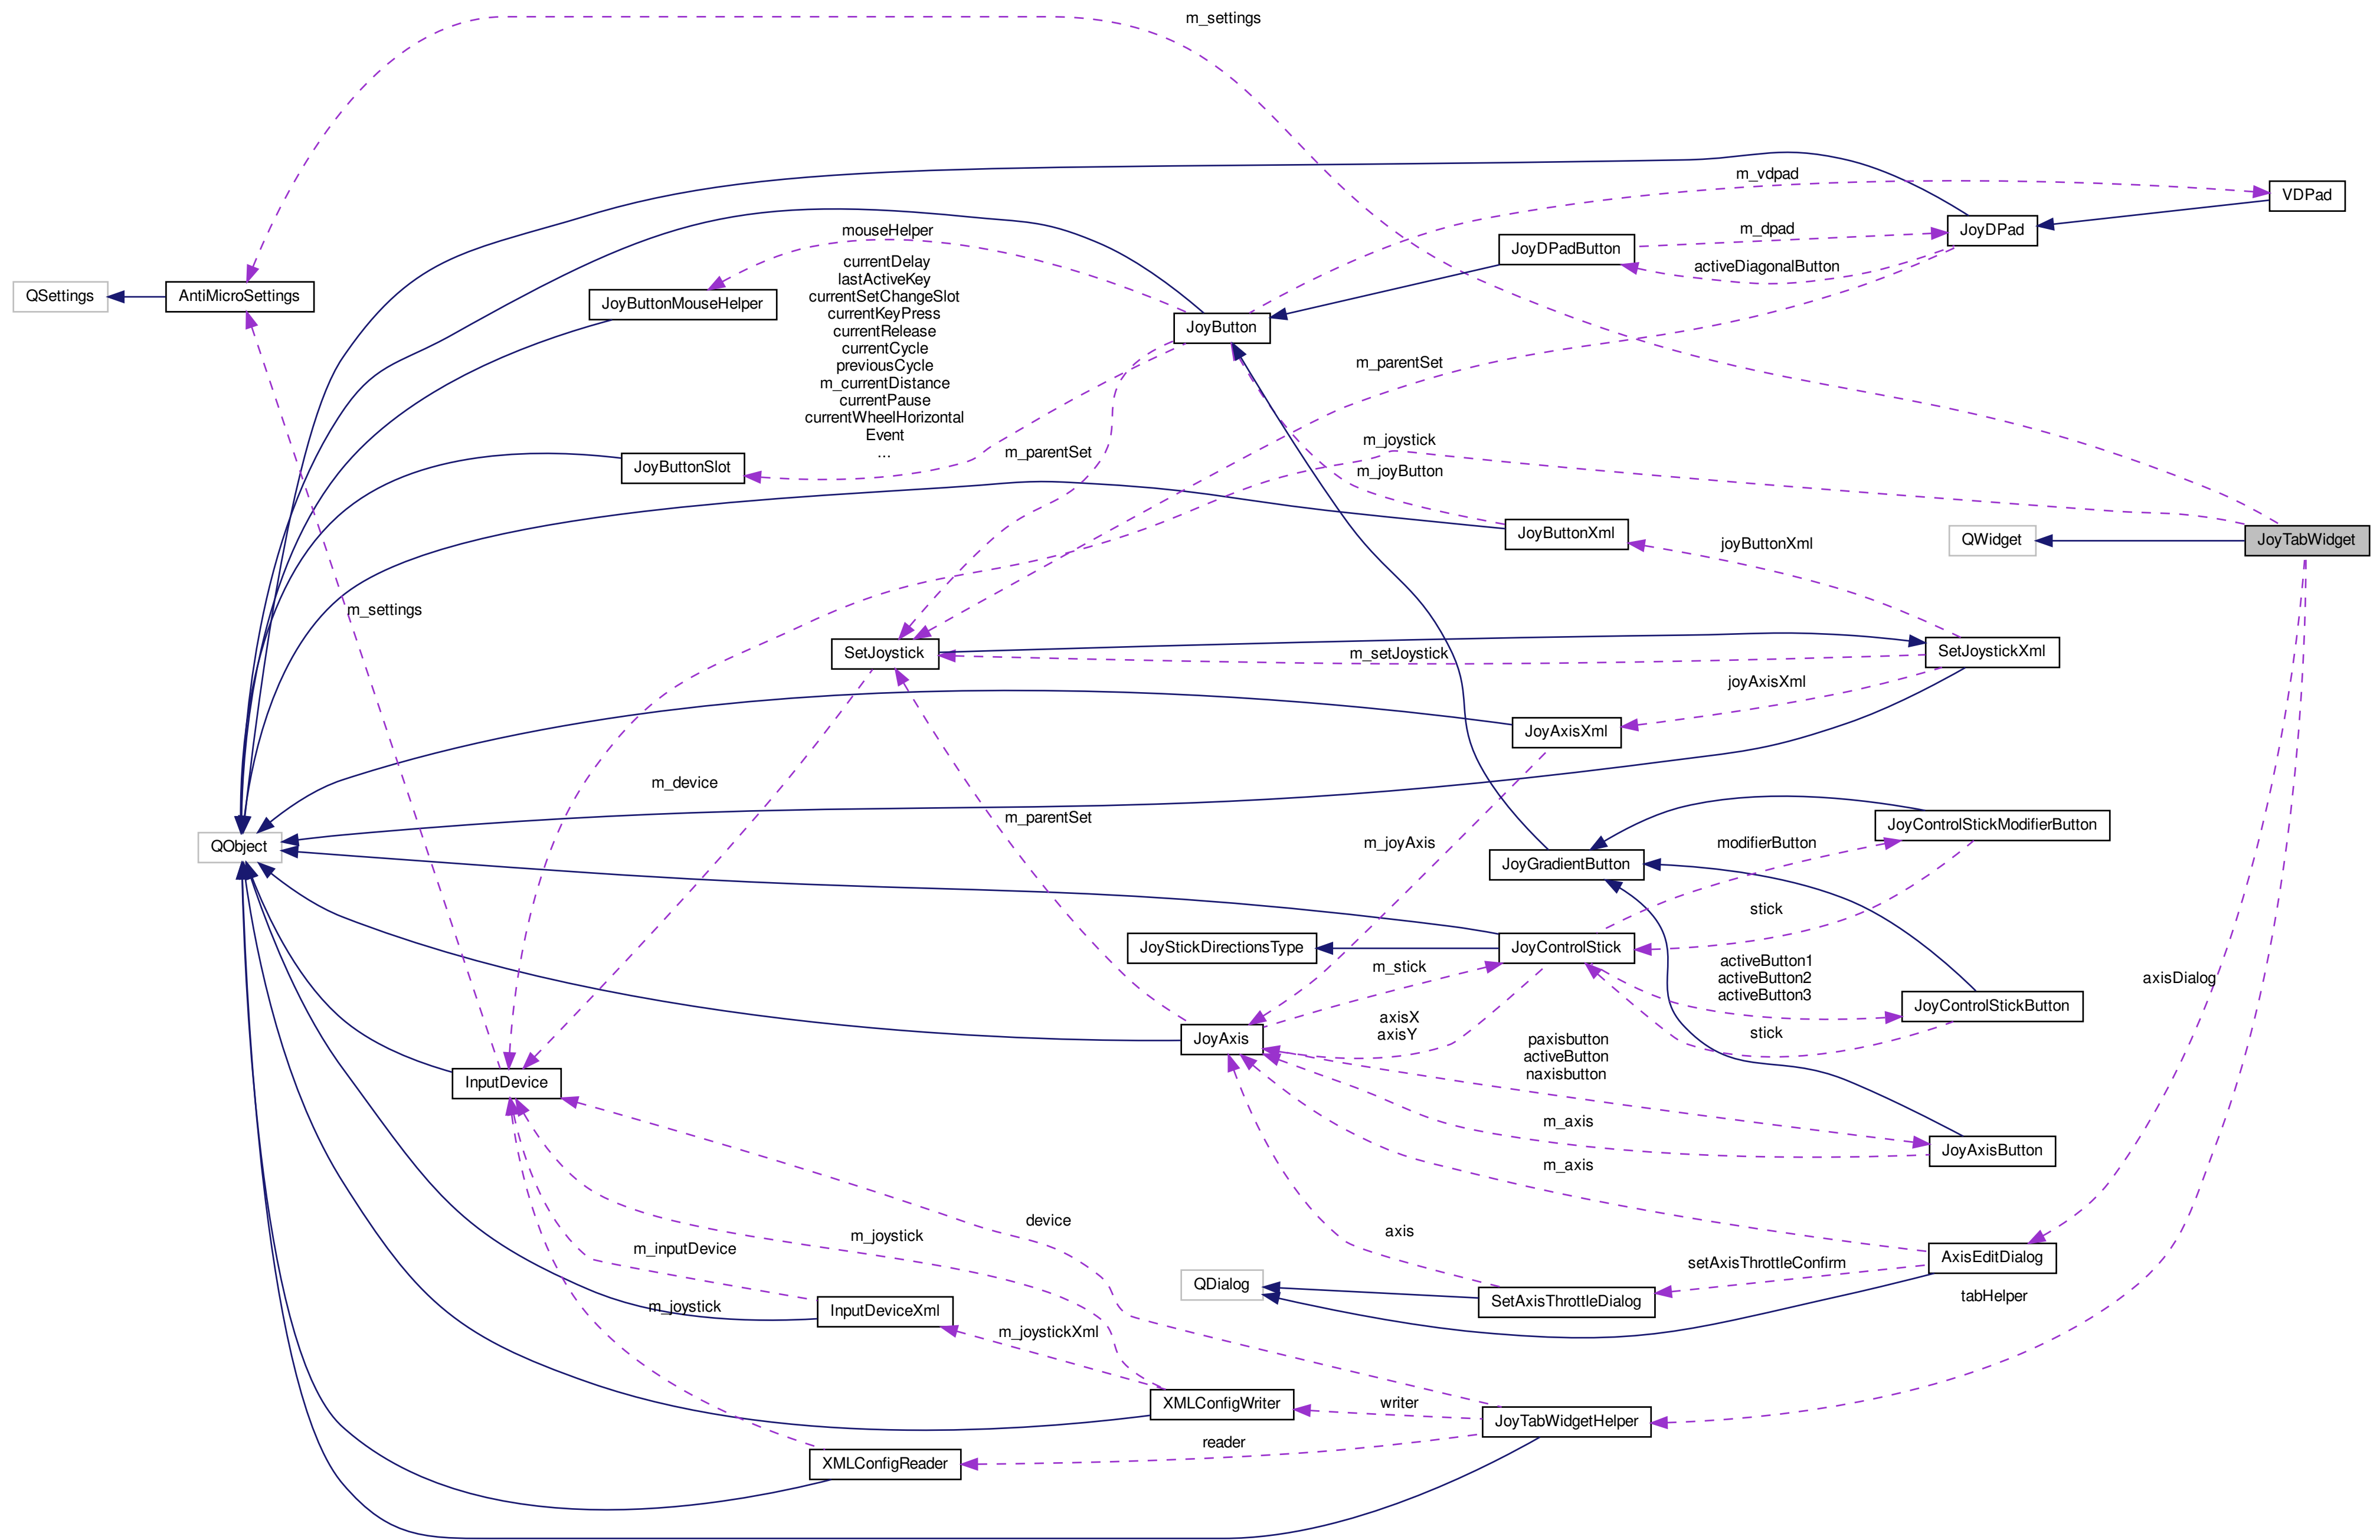 m_settings
m_vdpad
VDPad
JoyDPad
m_dpad
JoyDPadButton
activeDiagonalButton
mouseHelper
currentDelay
lastActiveKey
currentSetChangeSlot
currentKeyPress
currentRelease
currentCycle
previousCycle
m_currentDistance
currentPause
currentWheelHorizontal
Event
...
QSettings
AntiMicroSettings
JoyButtonMouseHelper
JoyButton
m_parentSet
m_joystick
m_parentSet
m_joyButton
JoyButtonSlot
JoyButtonXml
joyButtonXml
QWidget
JoyTabWidget
m_settings
SetJoystick
m_setJoystick
SetJoystickXml
joyAxisXml
JoyAxisXml
m_device
m_parentSet
m_joyAxis
QObject
modifierButton
JoyControlStickModifierButton
JoyGradientButton
stick
JoyStickDirectionsType
JoyControlStick
m_stick
activeButton1
activeButton2
activeButton3
axisDialog
JoyControlStickButton
axisX
axisY
stick
JoyAxis
paxisbutton
activeButton
naxisbutton
InputDevice
m_axis
JoyAxisButton
m_axis
device
m_joystick
m_inputDevice
axis
AxisEditDialog
setAxisThrottleConfirm
QDialog
SetAxisThrottleDialog
tabHelper
m_joystick
InputDeviceXml
m_joystickXml
XMLConfigWriter
writer
JoyTabWidgetHelper
reader
XMLConfigReader